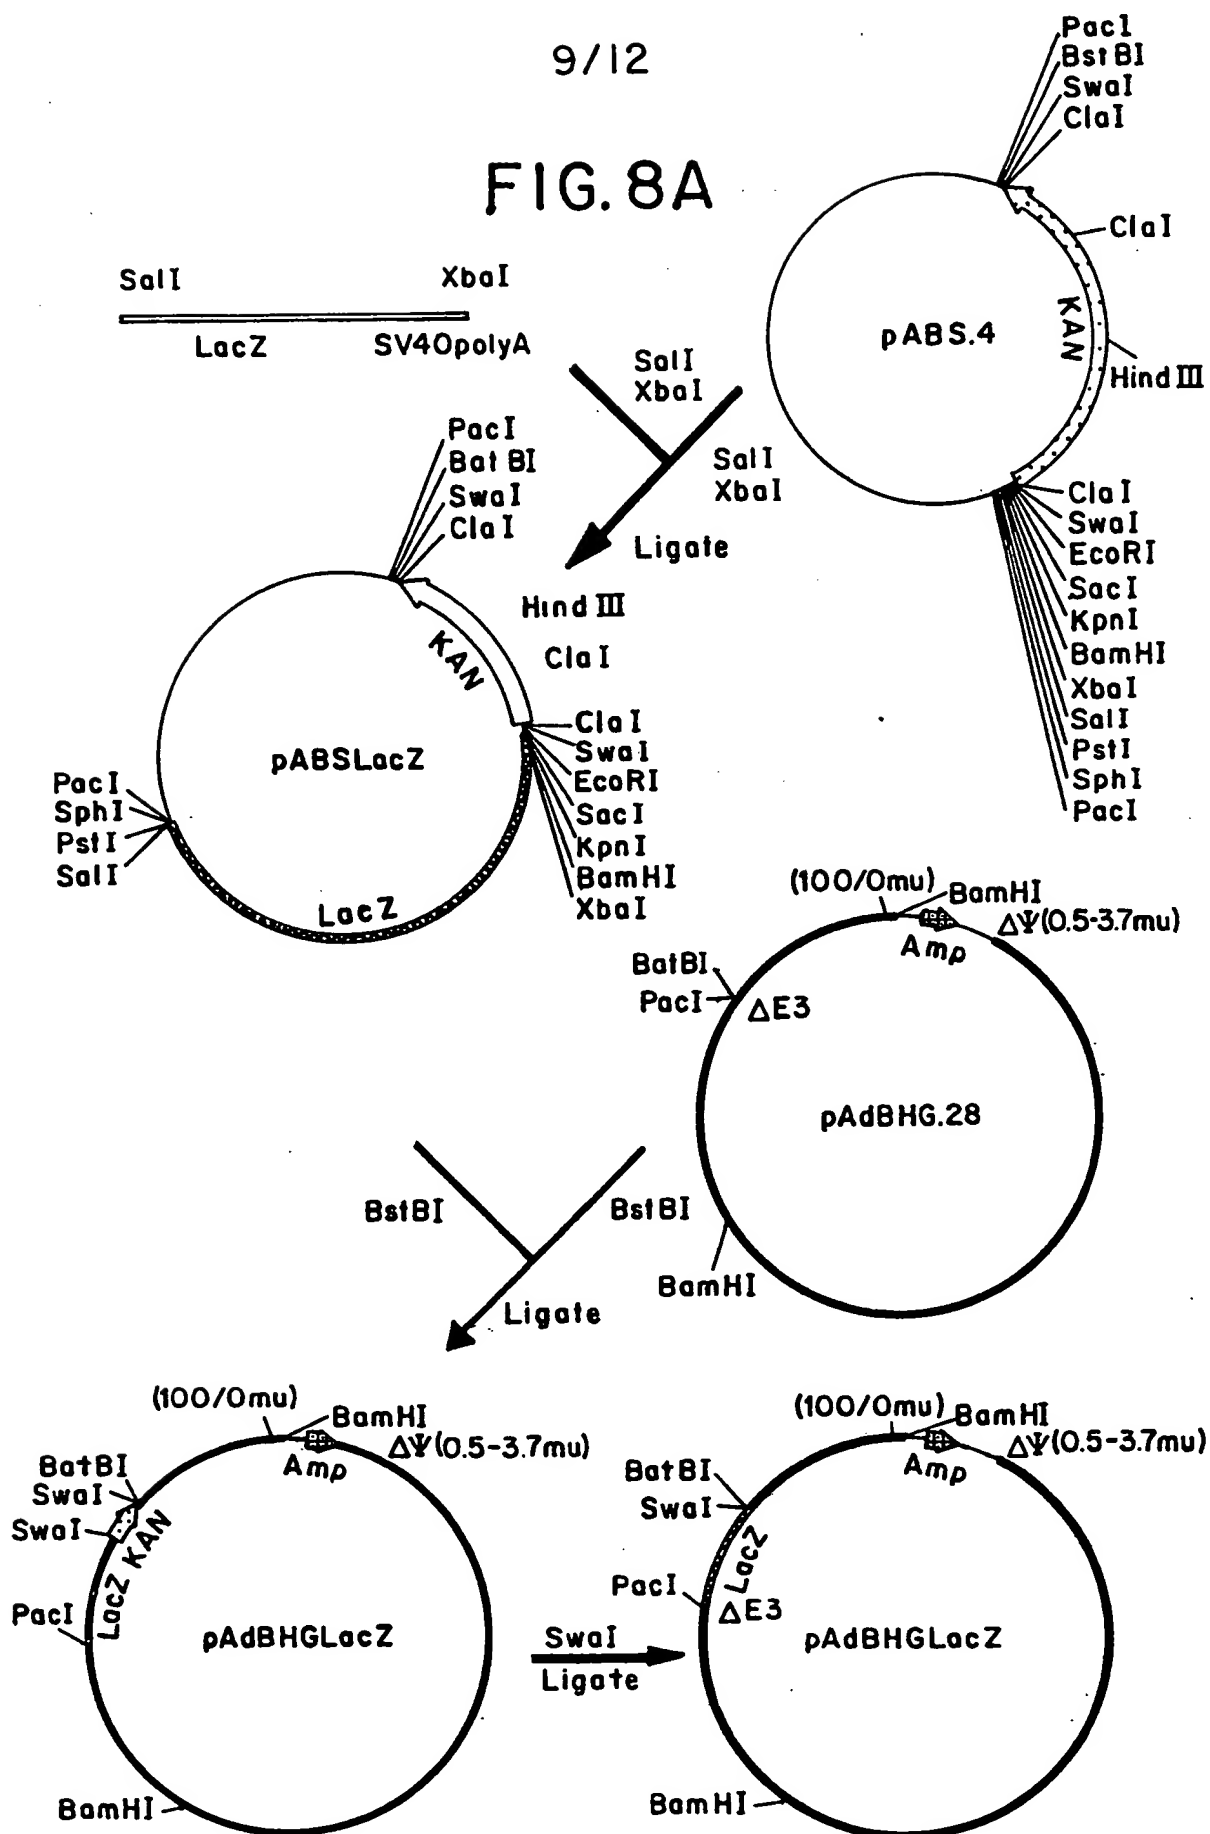 9/12
FIG. 8A
PacI
BstBI
SwaI
ClaI
ClaI
KAN
pABS.4
Hind III
ClaI
SwaI
EcoRI
SacI
KpnI
BamHI
XbaI
SalI
PstI
SphI
PacI
SalI
XbaI
LacZ
SV40polyA
SalI
XbaI
SalI
XbaI
Ligate
PacI
BatBI
SwaI
ClaI
Hind III
KAN
ClaI
pABSLacZ
ClaI
SwaI
EcoRI
SacI
KpnI
BamHI
XbaI
PacI
SphI
PstI
SalI
LacZ
(100/0mu)
BamHI
Amp
ΔΨ(0.5-3.7mu)
BatBI
PacI
ΔE3
pAdBHG.28
BamHI
BstBI
BstBI
Ligate
(100/0mu)
BamHI
Amp
ΔΨ(0.5-3.7mu)
BatBI
SwaI
SwaI
KAN
LacZ
PacI
pAdBHGLacZ
BamHI
SwaI
Ligate
(100/0mu)
BamHI
Amp
ΔΨ(0.5-3.7mu)
BatBI
SwaI
LacZ
PacI
ΔE3
pAdBHGLacZ
BamHI